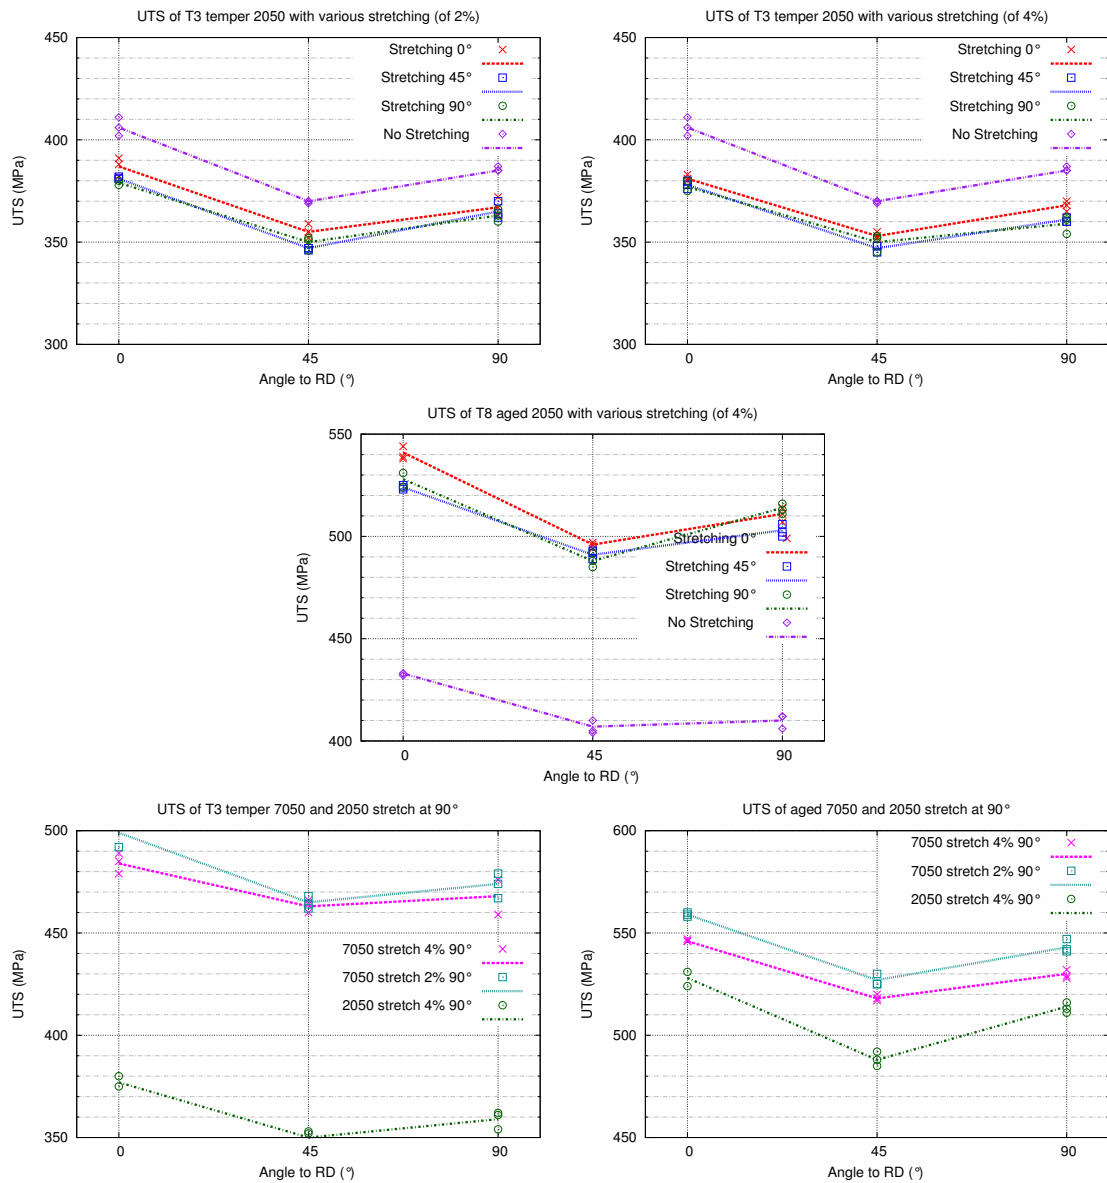 UTS of T3 temper 2050 with various stretching (of 2%)
450
400
350
300
UTS (MPa)
Stretching 0°
Stretching 45°
Stretching 90°
No Stretching
0
45
90
Angle to RD (°)
UTS of T3 temper 2050 with various stretching (of 4%)
450
400
350
300
UTS (MPa)
Stretching 0°
Stretching 45°
Stretching 90°
No Stretching
0
45
90
Angle to RD (°)
UTS of T8 aged 2050 with various stretching (of 4%)
550
500
450
400
UTS (MPa)
Stretching 0°
Stretching 45°
Stretching 90°
No Stretching
0
45
90
Angle to RD (°)
UTS of T3 temper 7050 and 2050 stretch at 90°
500
450
400
350
UTS (MPa)
7050 stretch 4% 90°
7050 stretch 2% 90°
2050 stretch 4% 90°
0
45
90
Angle to RD (°)
UTS of aged 7050 and 2050 stretch at 90°
600
550
500
450
UTS (MPa)
7050 stretch 4% 90°
7050 stretch 2% 90°
2050 stretch 4% 90°
0
45
90
Angle to RD (°)